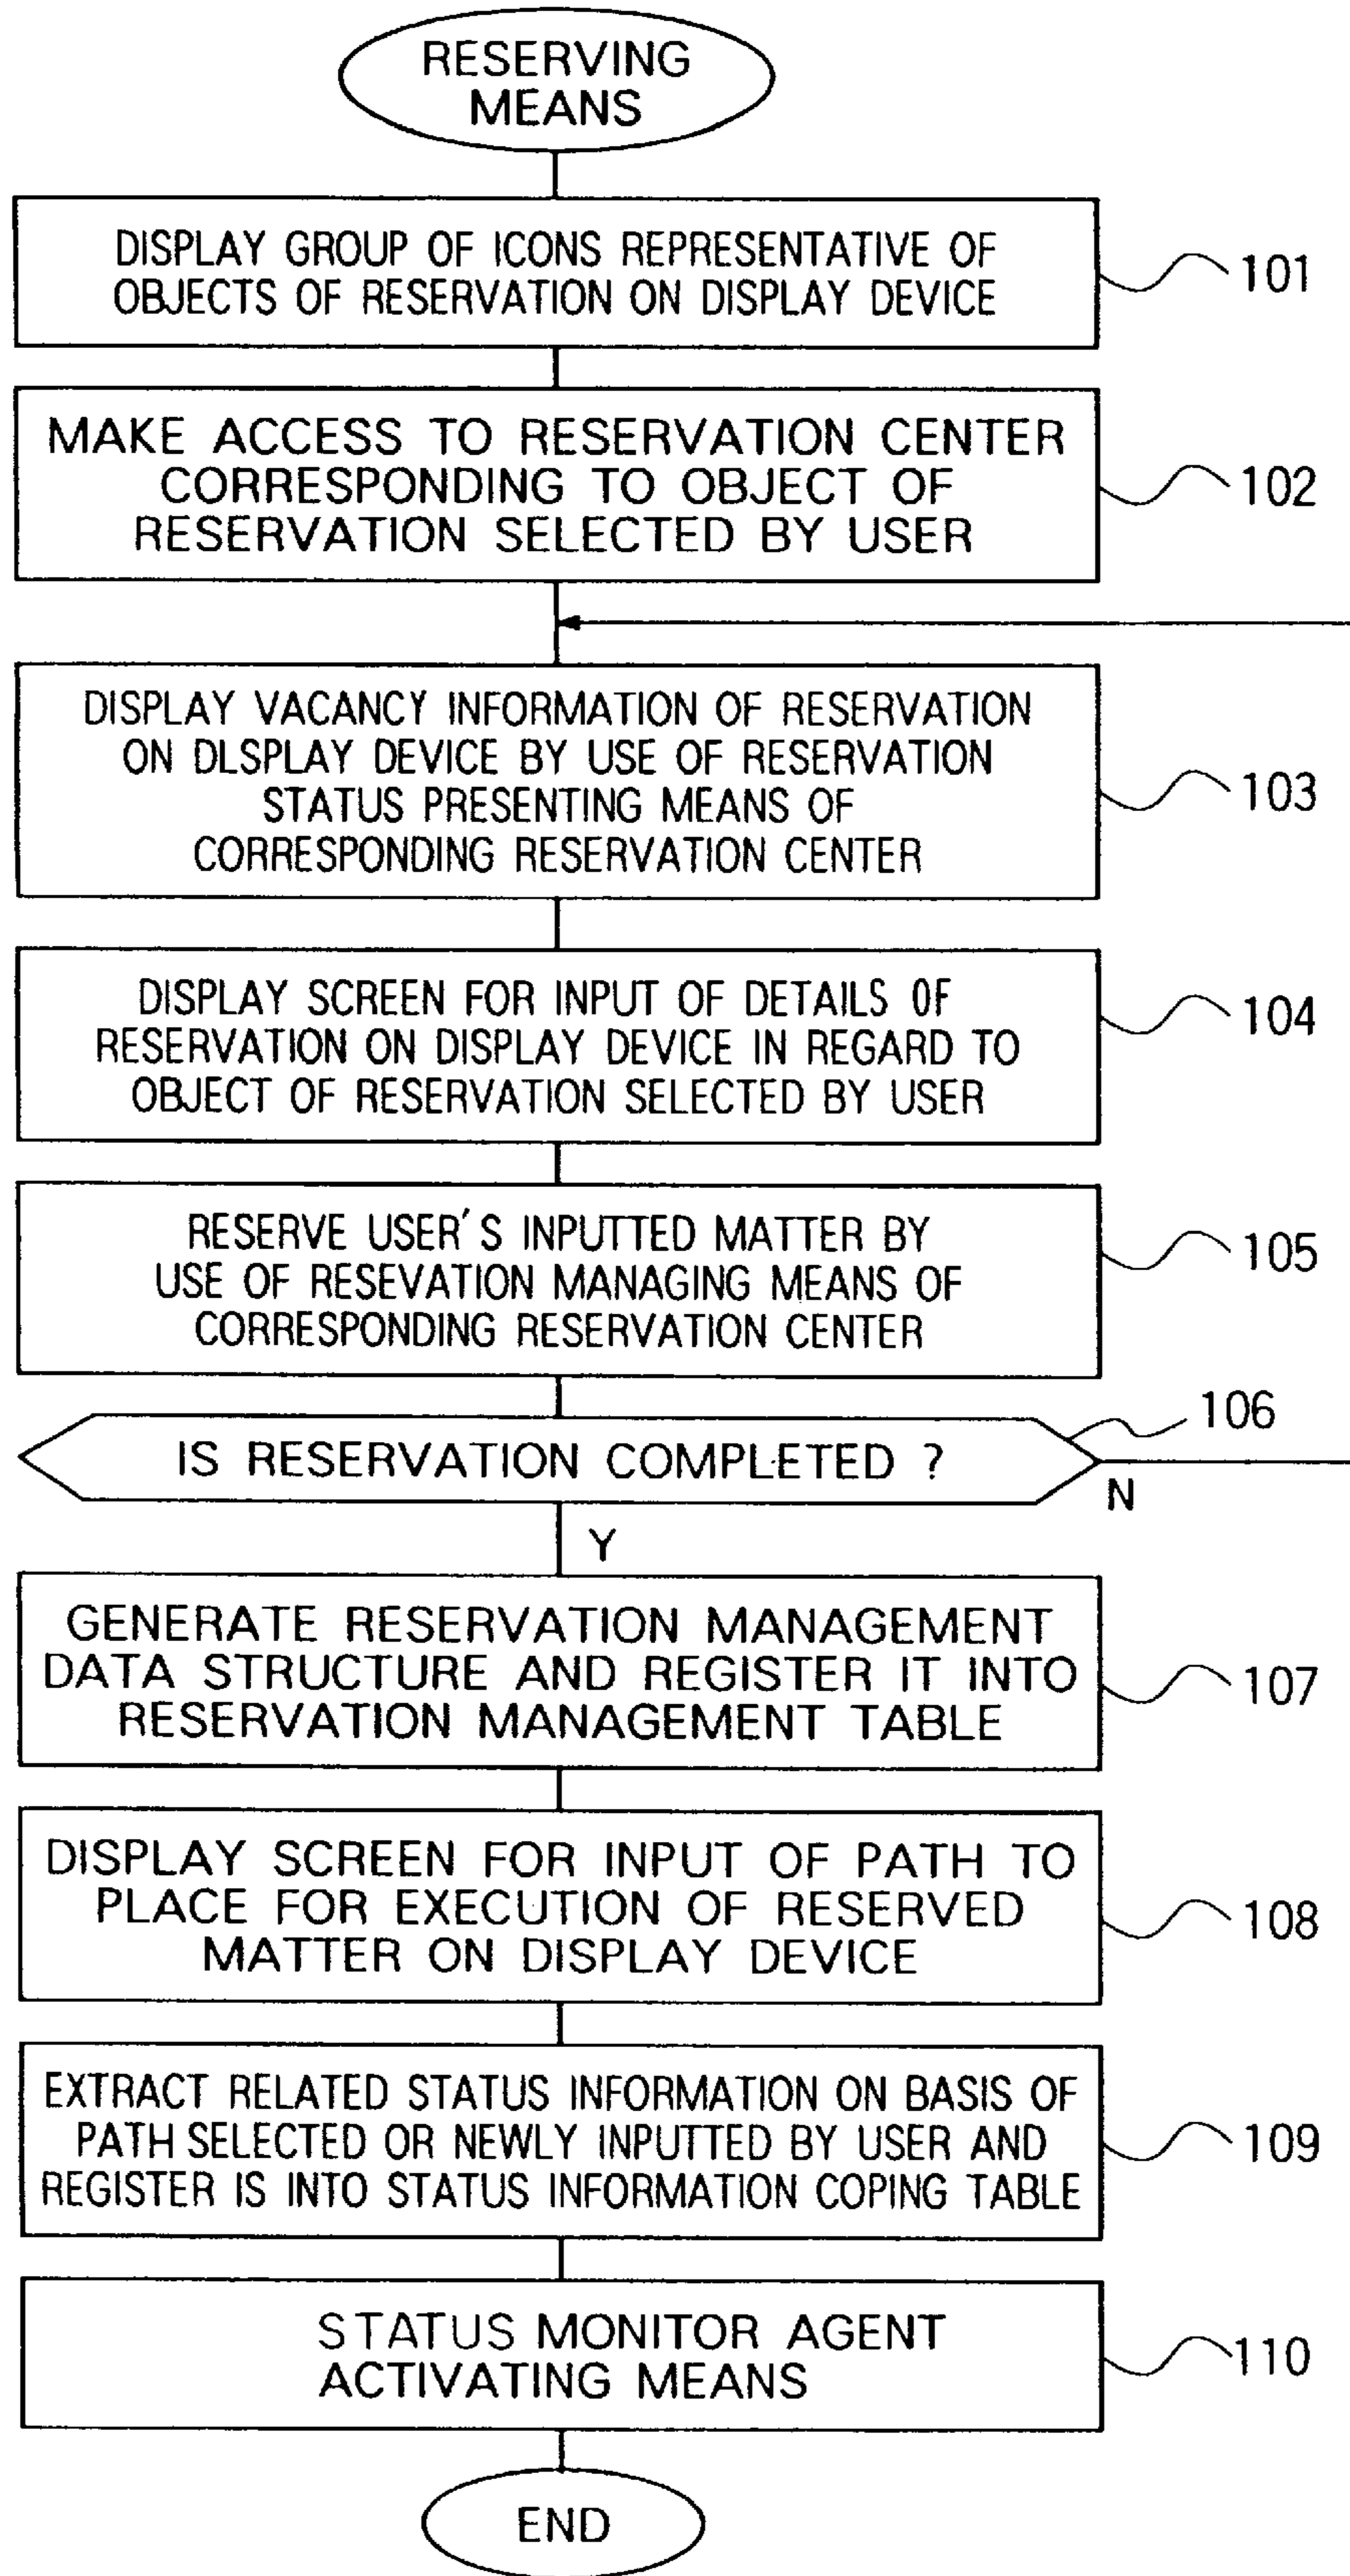 RESERVING
MEANS
DISPLAY GROUP OF ICONS REPRESENTATIVE OF
OBJECTS OF RESERVATION ON DISPLAY DEVICE
101
MAKE ACCESS TO RESERVATION CENTER
CORRESPONDING TO OBJECT OF
RESERVATION SELECTED BY USER
102
DISPLAY VACANCY INFORMATION OF RESERVATION
ON DLSPLAY DEVICE BY USE OF RESERVATION
STATUS PRESENTING MEANS OF
CORRESPONDING RESERVATION CENTER
103
DISPLAY SCREEN FOR INPUT OF DETAILS OF
RESERVATION ON DISPLAY DEVICE IN REGARD TO
OBJECT OF RESERVATION SELECTED BY USER
104
RESERVE USER'S INPUTTED MATTER BY
USE OF RESEVATION MANAGING MEANS OF
CORRESPONDING RESERVATION CENTER
105
IS RESERVATION COMPLETED ?
106
N
Y
GENERATE RESERVATION MANAGEMENT
DATA STRUCTURE AND REGISTER IT INTO
RESERVATION MANAGEMENT TABLE
107
DISPLAY SCREEN FOR INPUT OF PATH TO
PLACE FOR EXECUTION OF RESERVED
MATTER ON DISPLAY DEVICE
108
EXTRACT RELATED STATUS INFORMATION ON BASIS OF
PATH SELECTED OR NEWLY INPUTTED BY USER AND
REGISTER IS INTO STATUS INFORMATION COPING TABLE
109
STATUS MONITOR AGENT
ACTIVATING MEANS
110
END